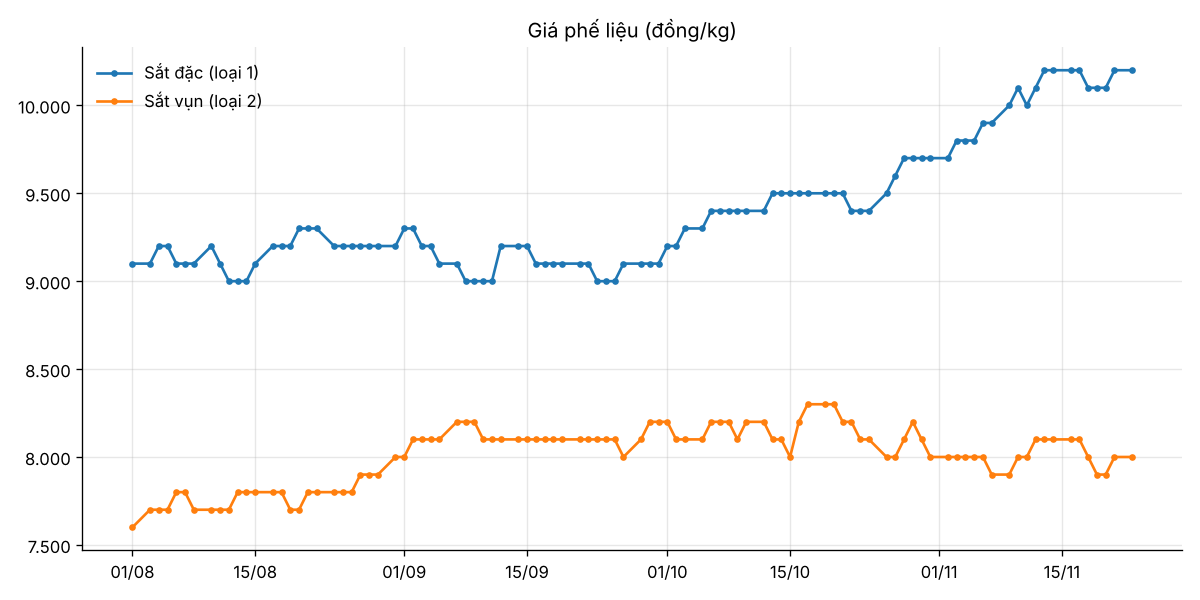 Giá phế liệu (đồng/kg)
Sắt đặc (loại 1)
Sắt vụn (loại 2)
10.000
9.500
9.000
8.500
8.000
7.500
01/08 15/08 01/09 15/09 01/10 15/10 01/11 15/11